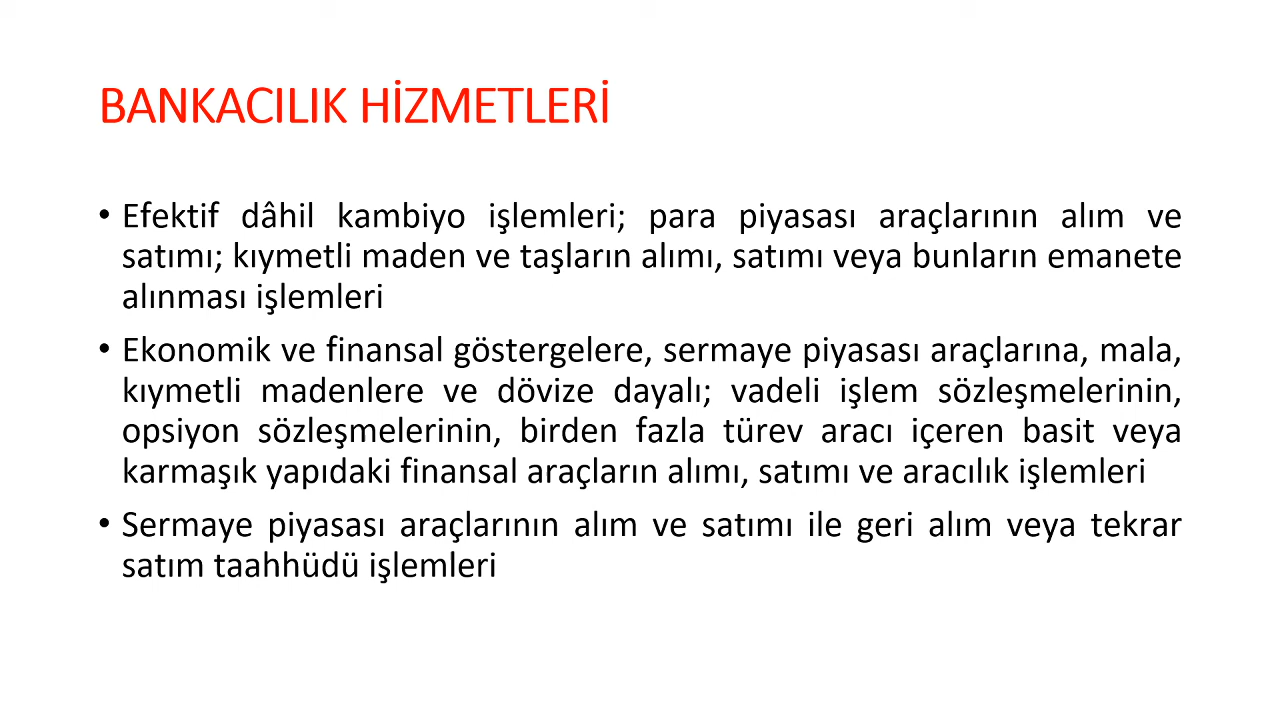 BANKACILIK HİZMETLERİ
• Efektif dâhil kambiyo işlemleri; para piyasası araçlarının alım ve
satımı; kıymetli maden ve taşların alımı, satımı veya bunların emanete
alınması işlemleri
• Ekonomik ve finansal göstergelere, sermaye piyasası araçlarına, mala,
kıymetli madenlere ve dövize dayalı; vadeli işlem sözleşmelerinin,
opsiyon sözleşmelerinin, birden fazla türev aracı içeren basit veya
karmaşık yapıdaki finansal araçların alımı, satımı ve aracılık işlemleri
• Sermaye piyasası araçlarının alım ve satımı ile geri alım veya tekrar
satım taahhüdü işlemleri